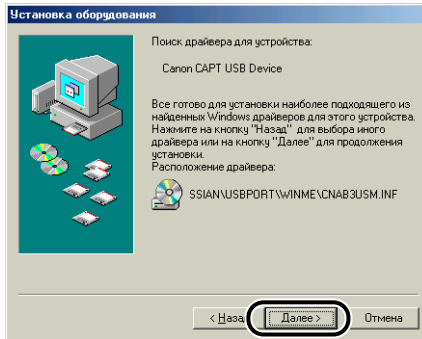 Установка оборудования
Поиск драйвера для устройства:
Canon CAPT USB Device
Все готово для установки наиболее подходящего из
найденных Windows драйверов для этого устройства.
Нажмите на кнопку "Назад" для выбора иного
драйвера или на кнопку "Далее" для продолжения
установки.
Расположение драйвера:
SSIAN\USBPORT\WINME\CNAB3USM.INF
< Наза
Далее >
Отмена